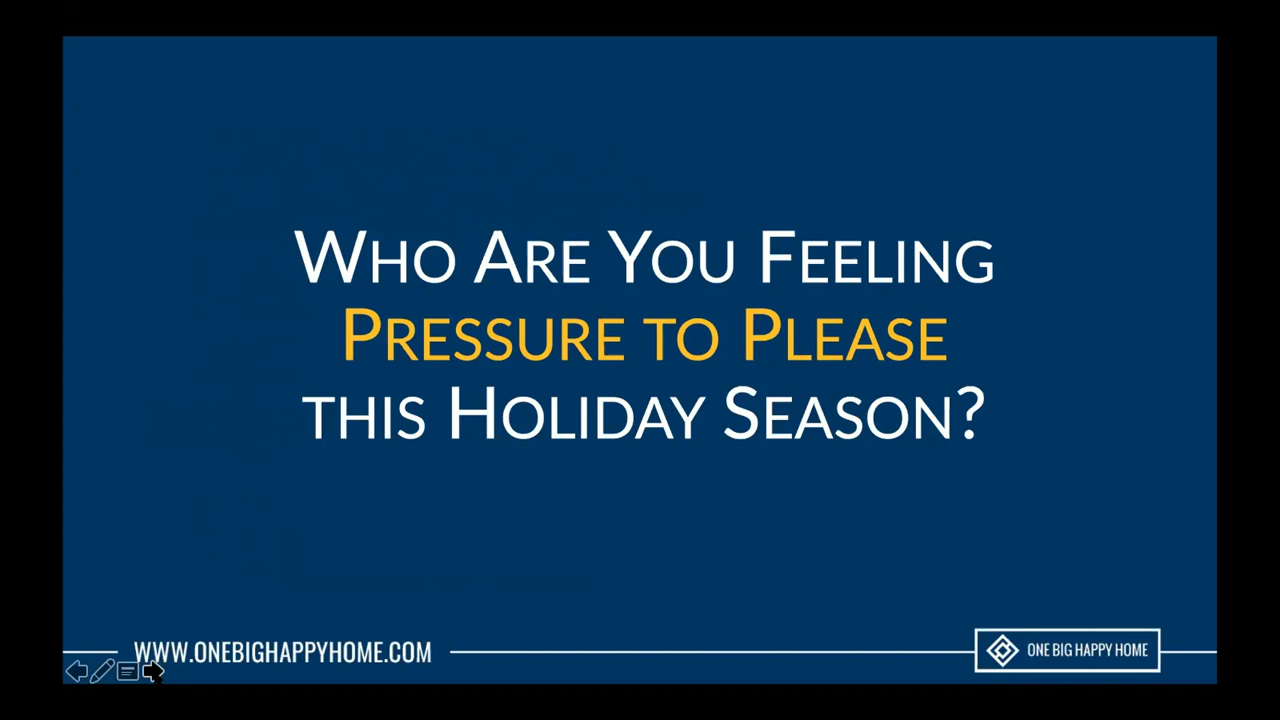 WHO ARE YOU FEELING
PRESSURE TO PLEASE
THIS HOLIDAY SEASON?
WWW.ONEBIGHAPPYHOME.COM
ONE BIG HAPPY HOME